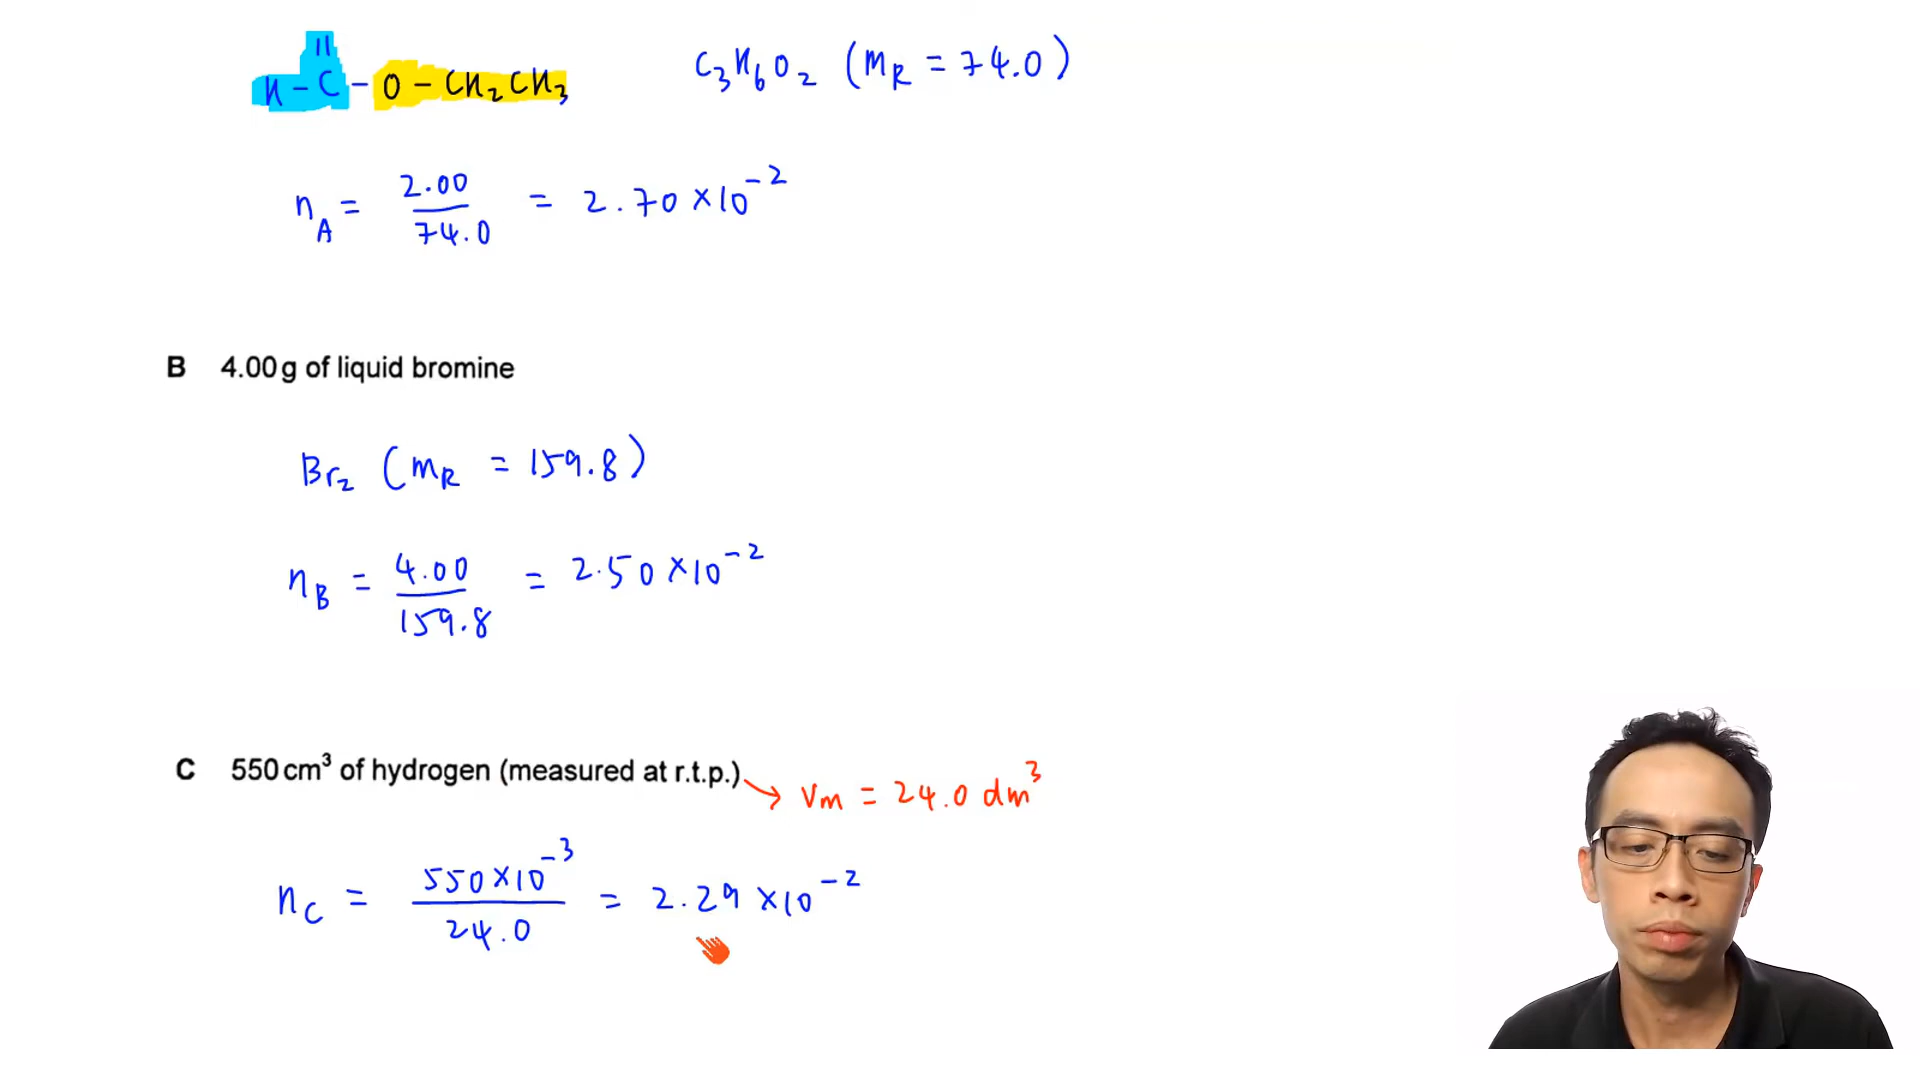 H - C - O - CH₂CH₃
C₃H₆O₂ (MR = 74.0)
nA = 2.00 / 74.0 = 2.70 × 10⁻²
B 4.00 g of liquid bromine
Br₂ (MR = 159.8)
nB = 4.00 / 159.8 = 2.50 × 10⁻²
C 550 cm³ of hydrogen (measured at r.t.p.) → Vm = 24.0 dm³
nC = 550 × 10⁻³ / 24.0 = 2.29 × 10⁻²